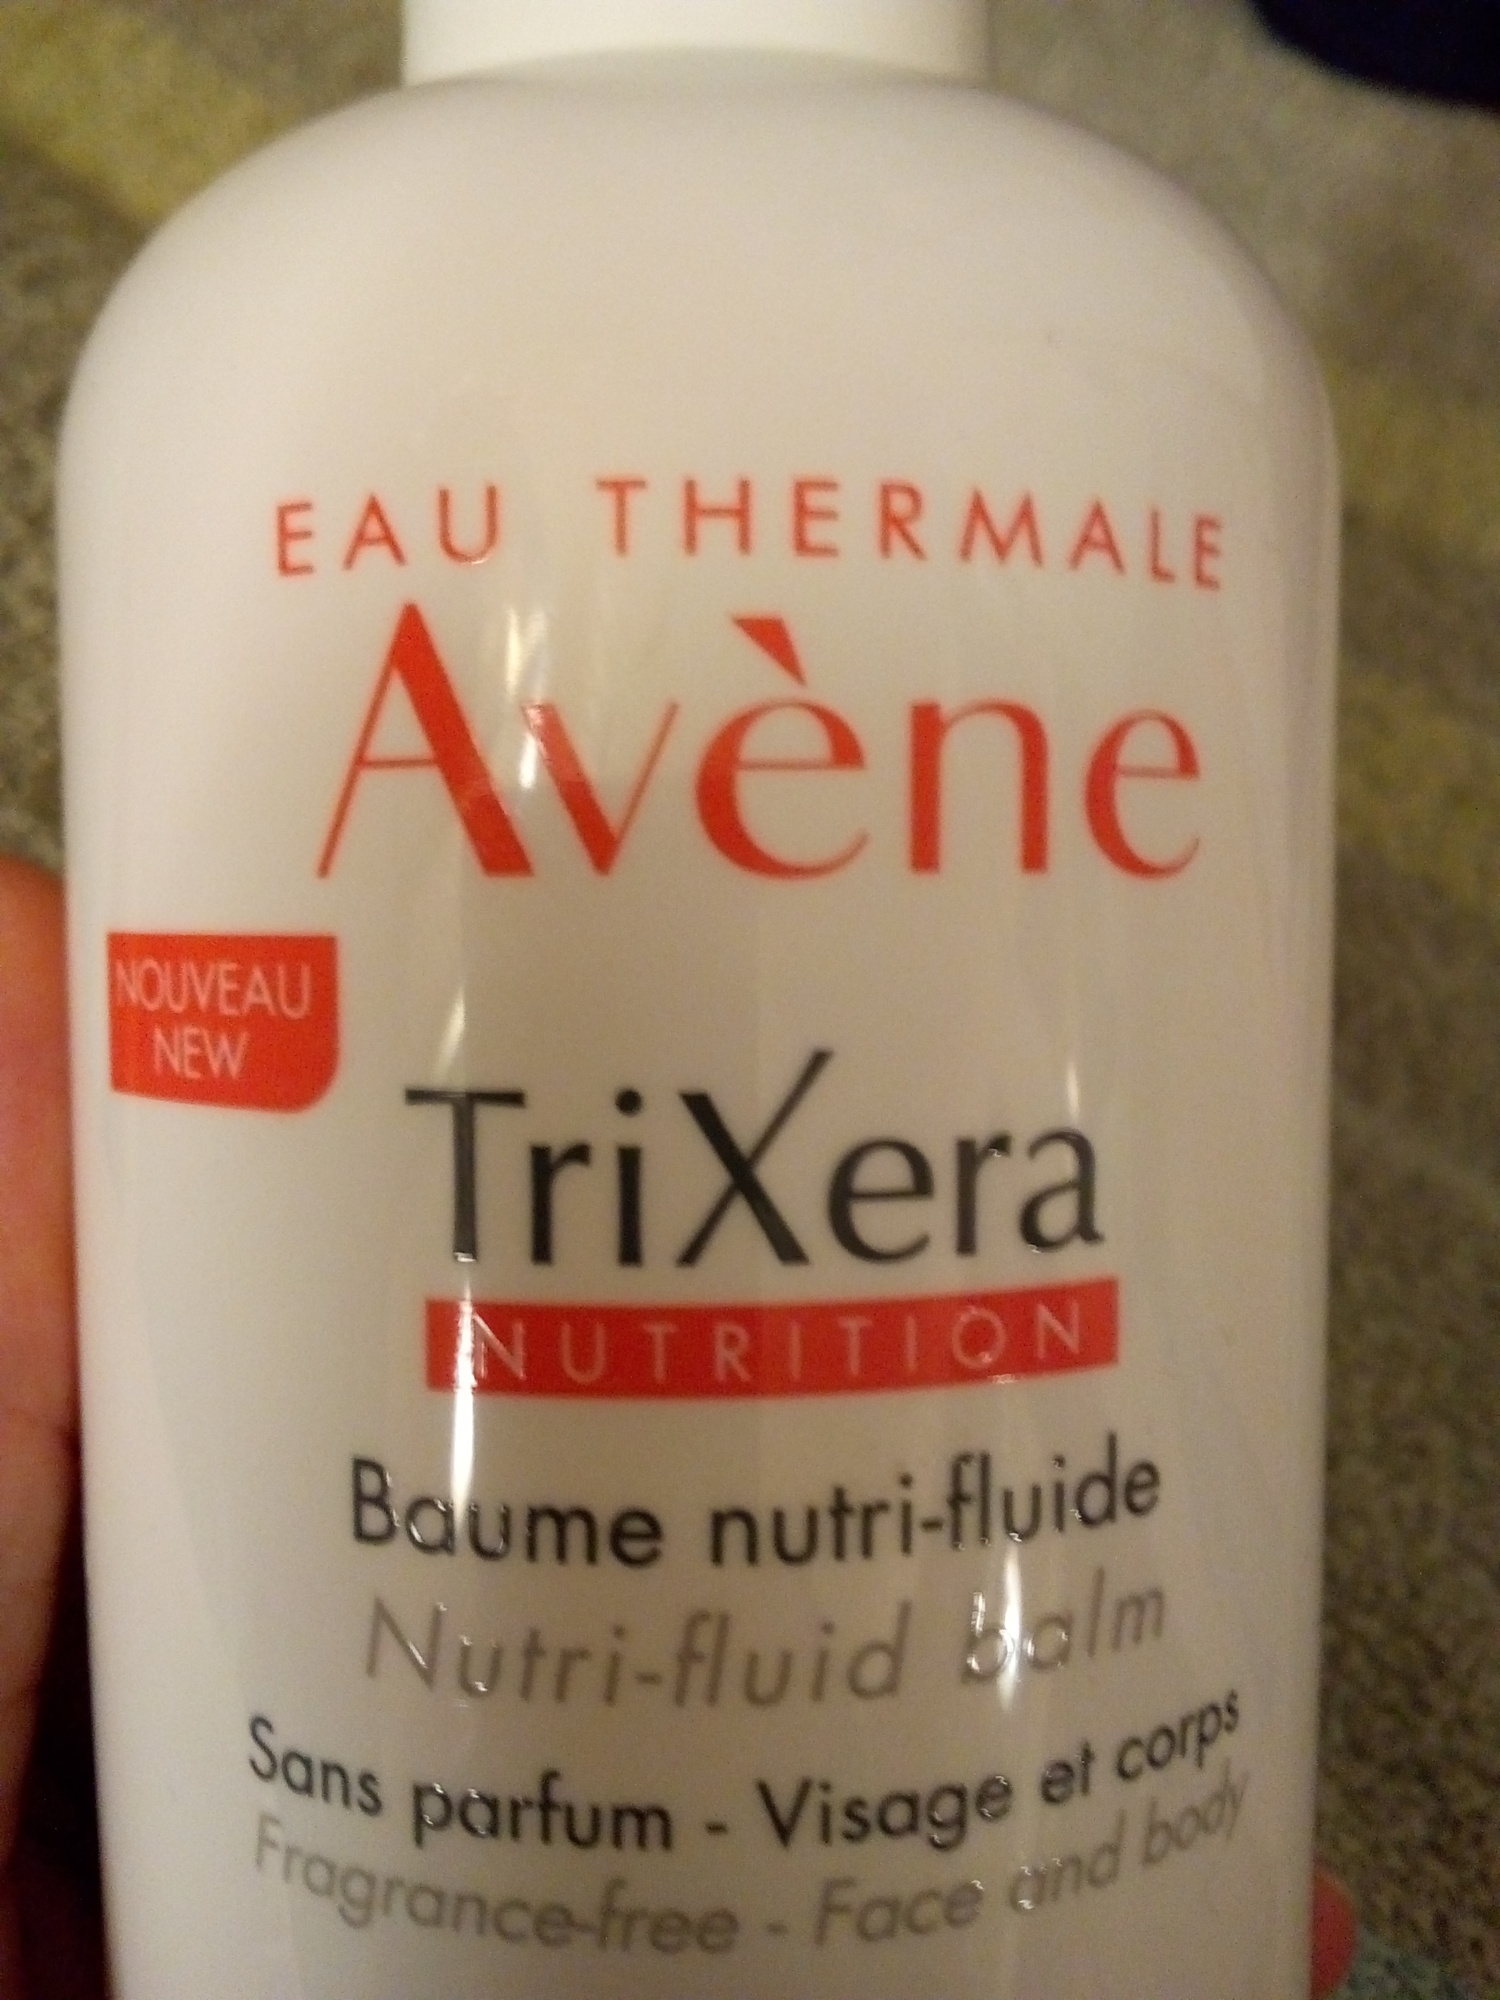 EAU THERMALE
Avène
NOUVEAU
NEW
TriXera
NUTRITION
Baume nutri-fluide
Nutri-fluid balm
Sans parfum - Visage et corps
Fragrance-free - Face and body